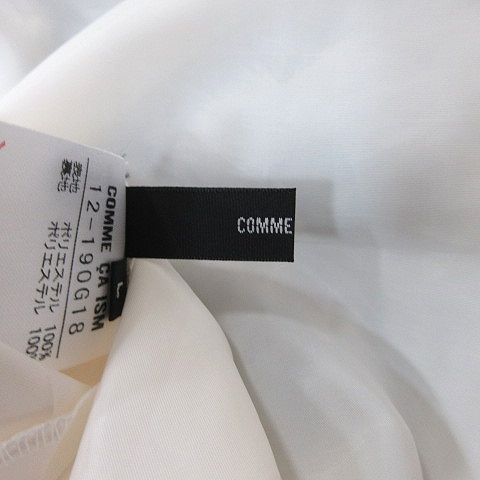 COMME
COMME CA ISM
12-190G18
表地 ポリエステル 100%
裏地 ポリエステル 100%
L